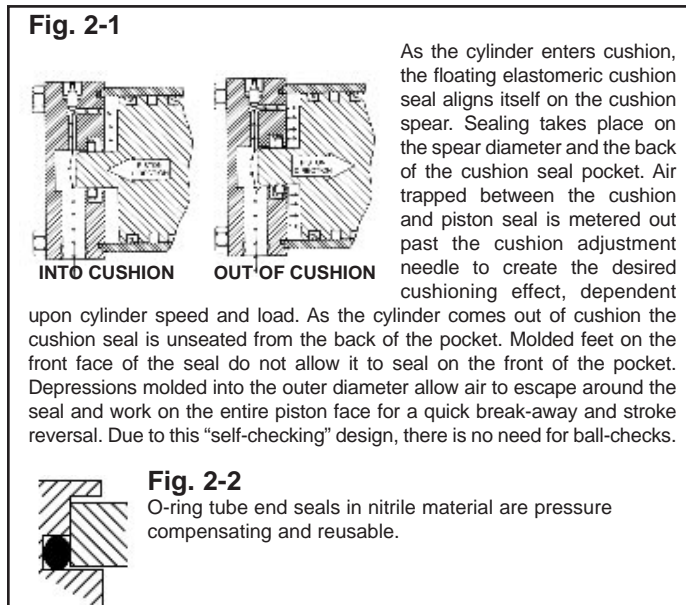 Fig. 2-1
As the cylinder enters cushion,
the floating elastomeric cushion
seal aligns itself on the cushion
spear. Sealing takes place on
the spear diameter and the back
of the cushion seal pocket. Air
trapped between the cushion
and piston seal is metered out
past the cushion adjustment
needle to create the desired
cushioning effect, dependent
PISTON
DIRECTION
PISTON
DIRECTION
INTO CUSHION OUT OF CUSHION
upon cylinder speed and load. As the cylinder comes out of cushion the
cushion seal is unseated from the back of the pocket. Molded feet on the
front face of the seal do not allow it to seal on the front of the pocket.
Depressions molded into the outer diameter allow air to escape around the
seal and work on the entire piston face for a quick break-away and stroke
reversal. Due to this “self-checking” design, there is no need for ball-checks.
Fig. 2-2
O-ring tube end seals in nitrile material are pressure
compensating and reusable.